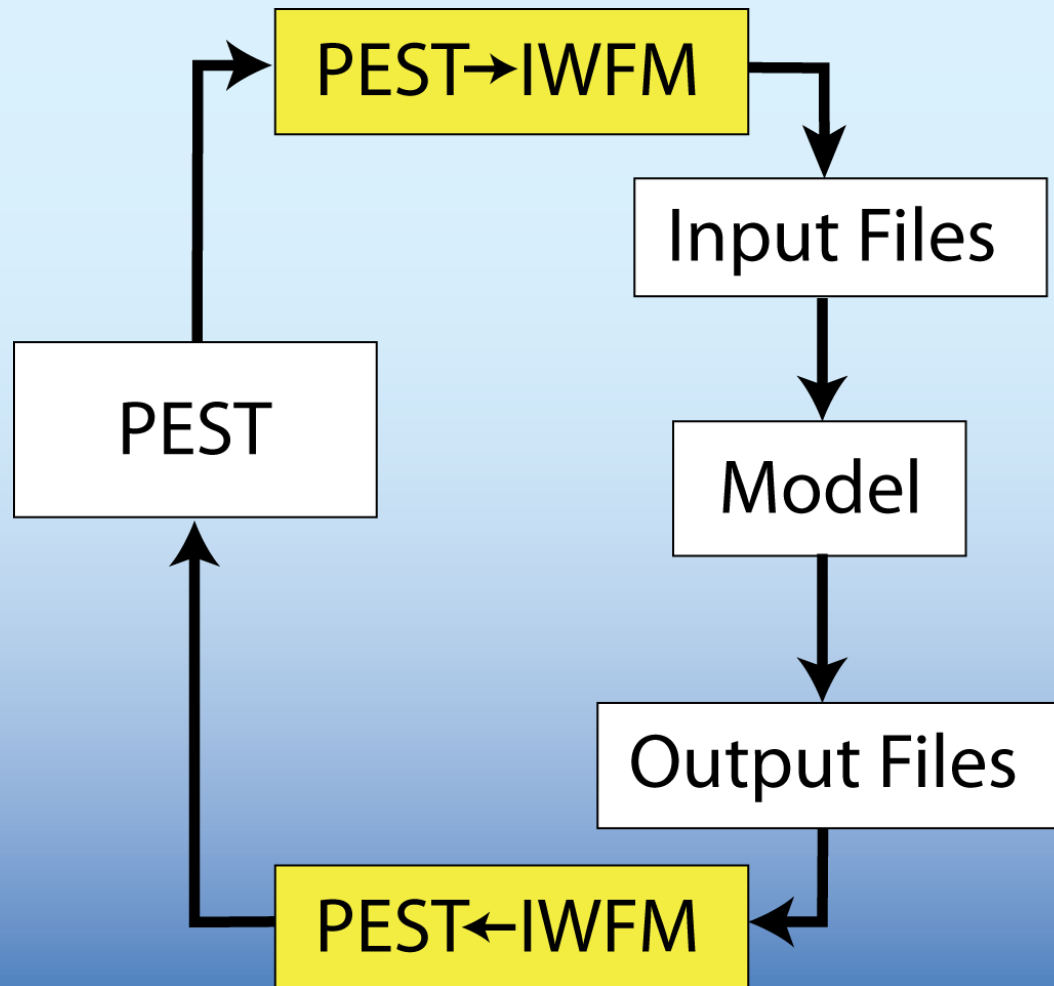 PEST→IWFM
Input Files
PEST
Model
Output Files
PEST←IWFM